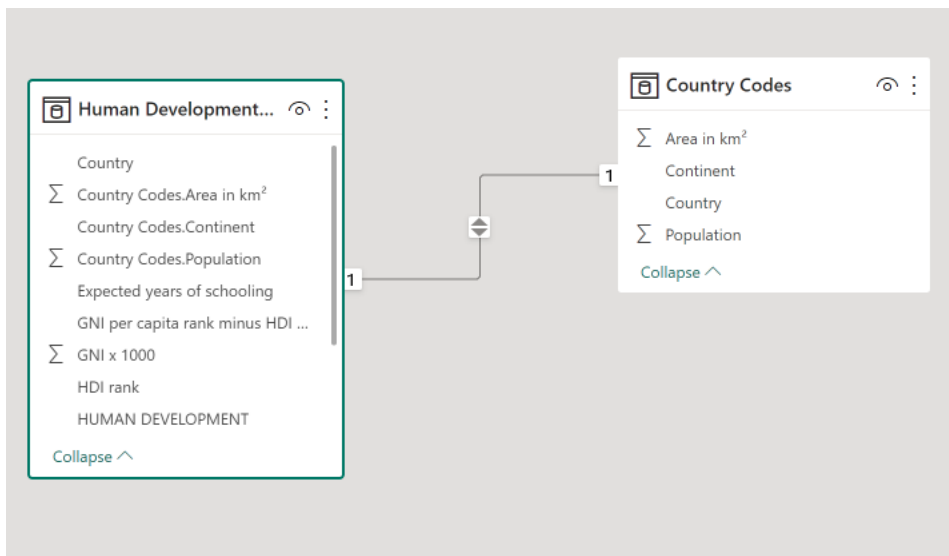 Human Development...
Country
Country Codes.Area in km²
Country Codes.Continent
Country Codes.Population
Expected years of schooling
GNI per capita rank minus HDI ...
GNI x 1000
HDI rank
HUMAN DEVELOPMENT
Collapse
1
1
Country Codes
Area in km²
Continent
Country
Population
Collapse